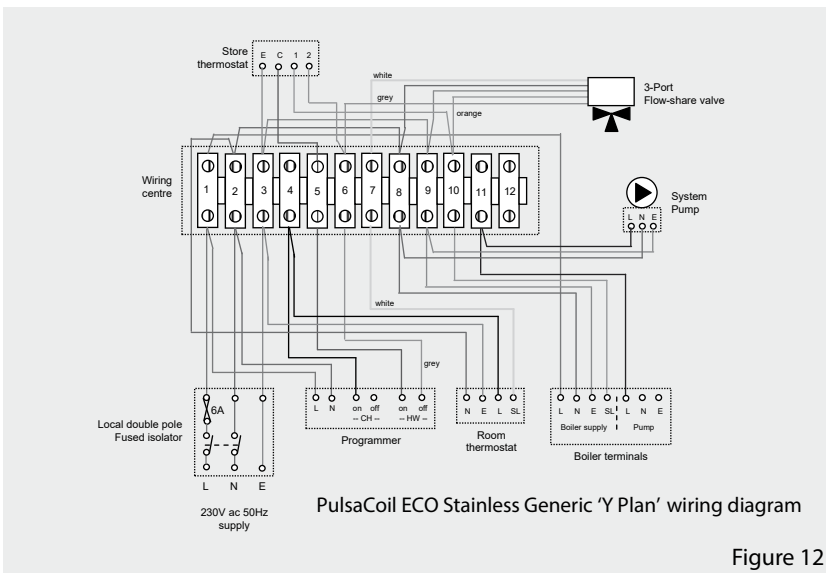 Store
thermostat
E C 1 2
white
grey
orange
3-Port
Flow-share valve
Wiring
centre
1 2 3 4 5 6 7 8 9 10 11 12
System
Pump
L N E
white
grey
6A
Local double pole
Fused isolator
L N E
230V ac 50Hz
supply
L N on off on off
-- CH -- -- HW --
Programmer
N E L SL
Room
thermostat
L N E SL L N E
Boiler supply Pump
Boiler terminals
PulsaCoil ECO Stainless Generic ‘Y Plan’ wiring diagram
Figure 12